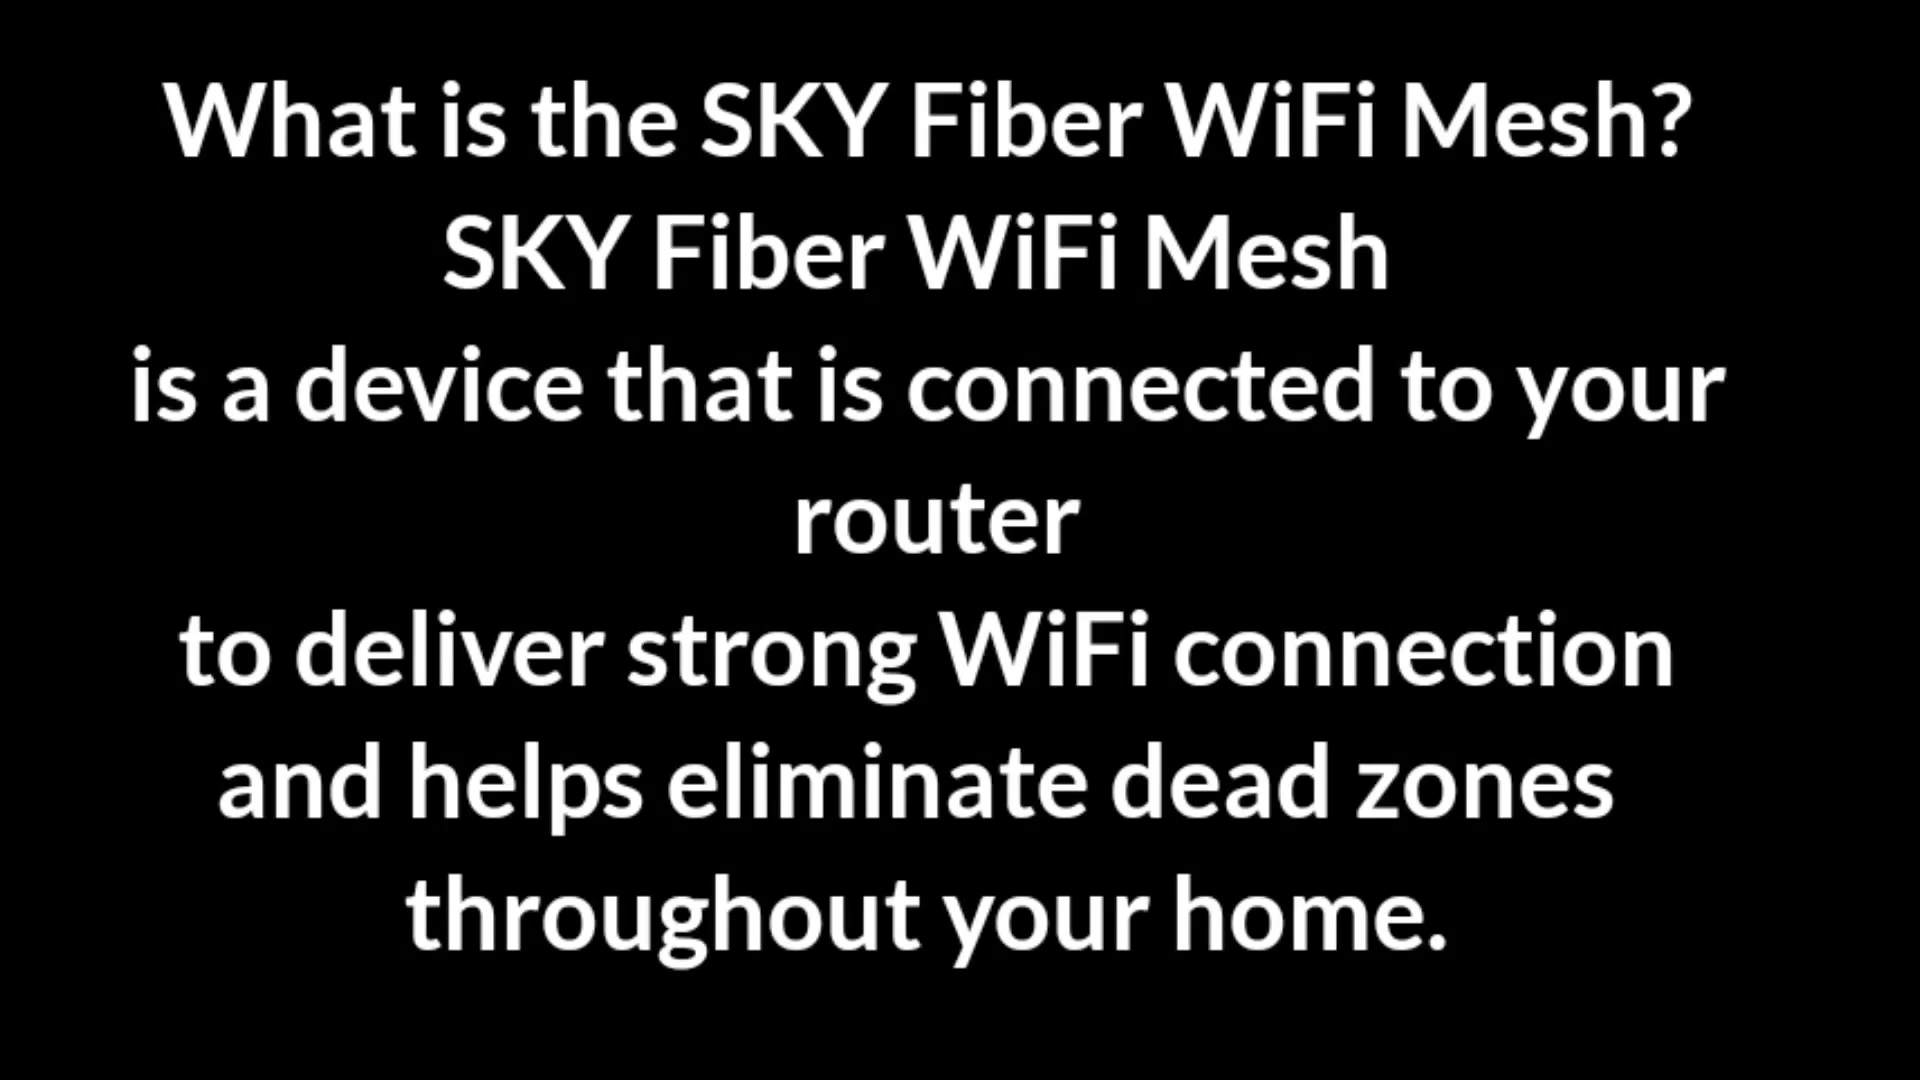 What is the SKY Fiber WiFi Mesh?
SKY Fiber WiFi Mesh
is a device that is connected to your
router
to deliver strong WiFi connection
and helps eliminate dead zones
throughout your home.